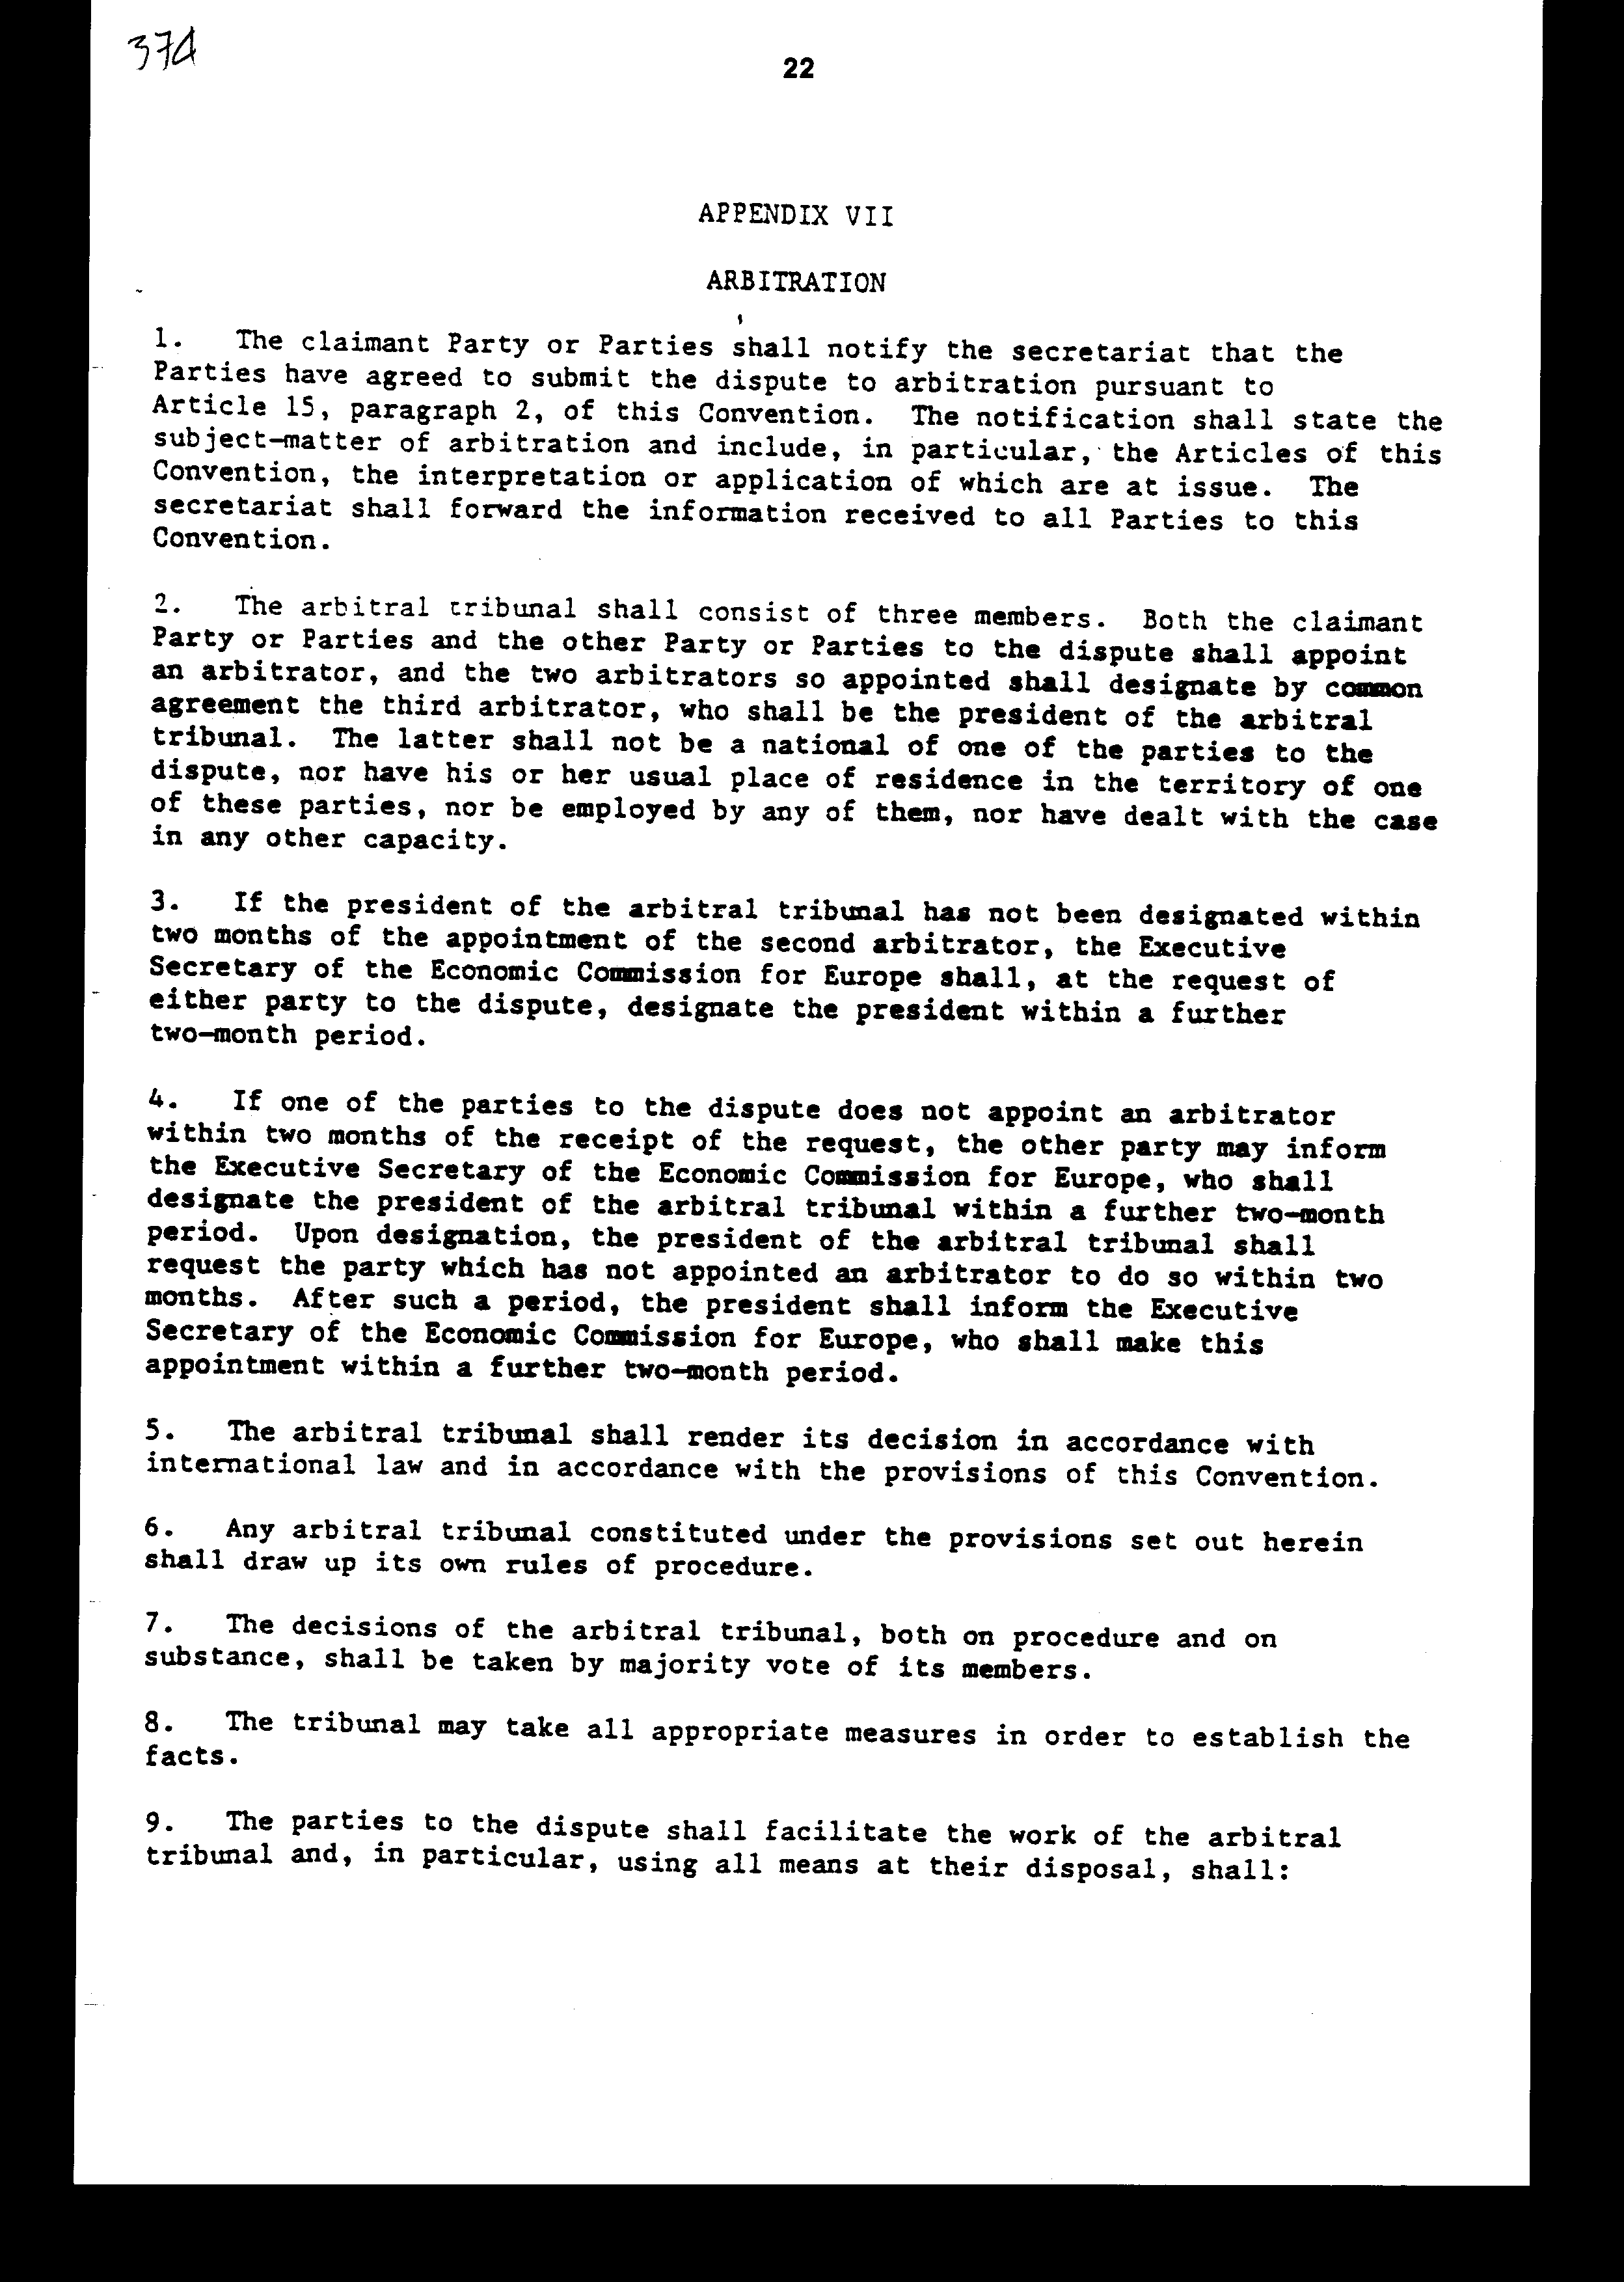 37d
22
APPENDIX VII
ARBITRATION
1. The claimant Party or Parties shall notify the secretariat that the
Parties have agreed to submit the dispute to arbitration pursuant to
Article 15, paragraph 2, of this Convention. The notification shall state the
subject-matter of arbitration and include, in particular, the Articles of this
Convention, the interpretation or application of which are at issue. The
secretariat shall forward the information received to all Parties to this
Convention.
2. The arbitral tribunal shall consist of three members. Both the claimant
Party or Parties and the other Party or Parties to the dispute shall appoint
an arbitrator, and the two arbitrators so appointed shall designate by common
agreement the third arbitrator, who shall be the president of the arbitral
tribunal. The latter shall not be a national of one of the parties to the
dispute, nor have his or her usual place of residence in the territory of one
of these parties, nor be employed by any of them, nor have dealt with the case
in any other capacity.
3. If the president of the arbitral tribunal has not been designated within
two months of the appointment of the second arbitrator, the Executive
Secretary of the Economic Commission for Europe shall, at the request of
either party to the dispute, designate the president within a further
two-month period.
4. If one of the parties to the dispute does not appoint an arbitrator
within two months of the receipt of the request, the other party may inform
the Executive Secretary of the Economic Commission for Europe, who shall
designate the president of the arbitral tribunal within a further two-month
period. Upon designation, the president of the arbitral tribunal shall
request the party which has not appointed an arbitrator to do so within two
months. After such a period, the president shall inform the Executive
Secretary of the Economic Commission for Europe, who shall make this
appointment within a further two-month period.
5. The arbitral tribunal shall render its decision in accordance with
international law and in accordance with the provisions of this Convention.
6. Any arbitral tribunal constituted under the provisions set out herein
shall draw up its own rules of procedure.
7. The decisions of the arbitral tribunal, both on procedure and on
substance, shall be taken by majority vote of its members.
8. The tribunal may take all appropriate measures in order to establish the
facts.
9. The parties to the dispute shall facilitate the work of the arbitral
tribunal and, in particular, using all means at their disposal, shall: